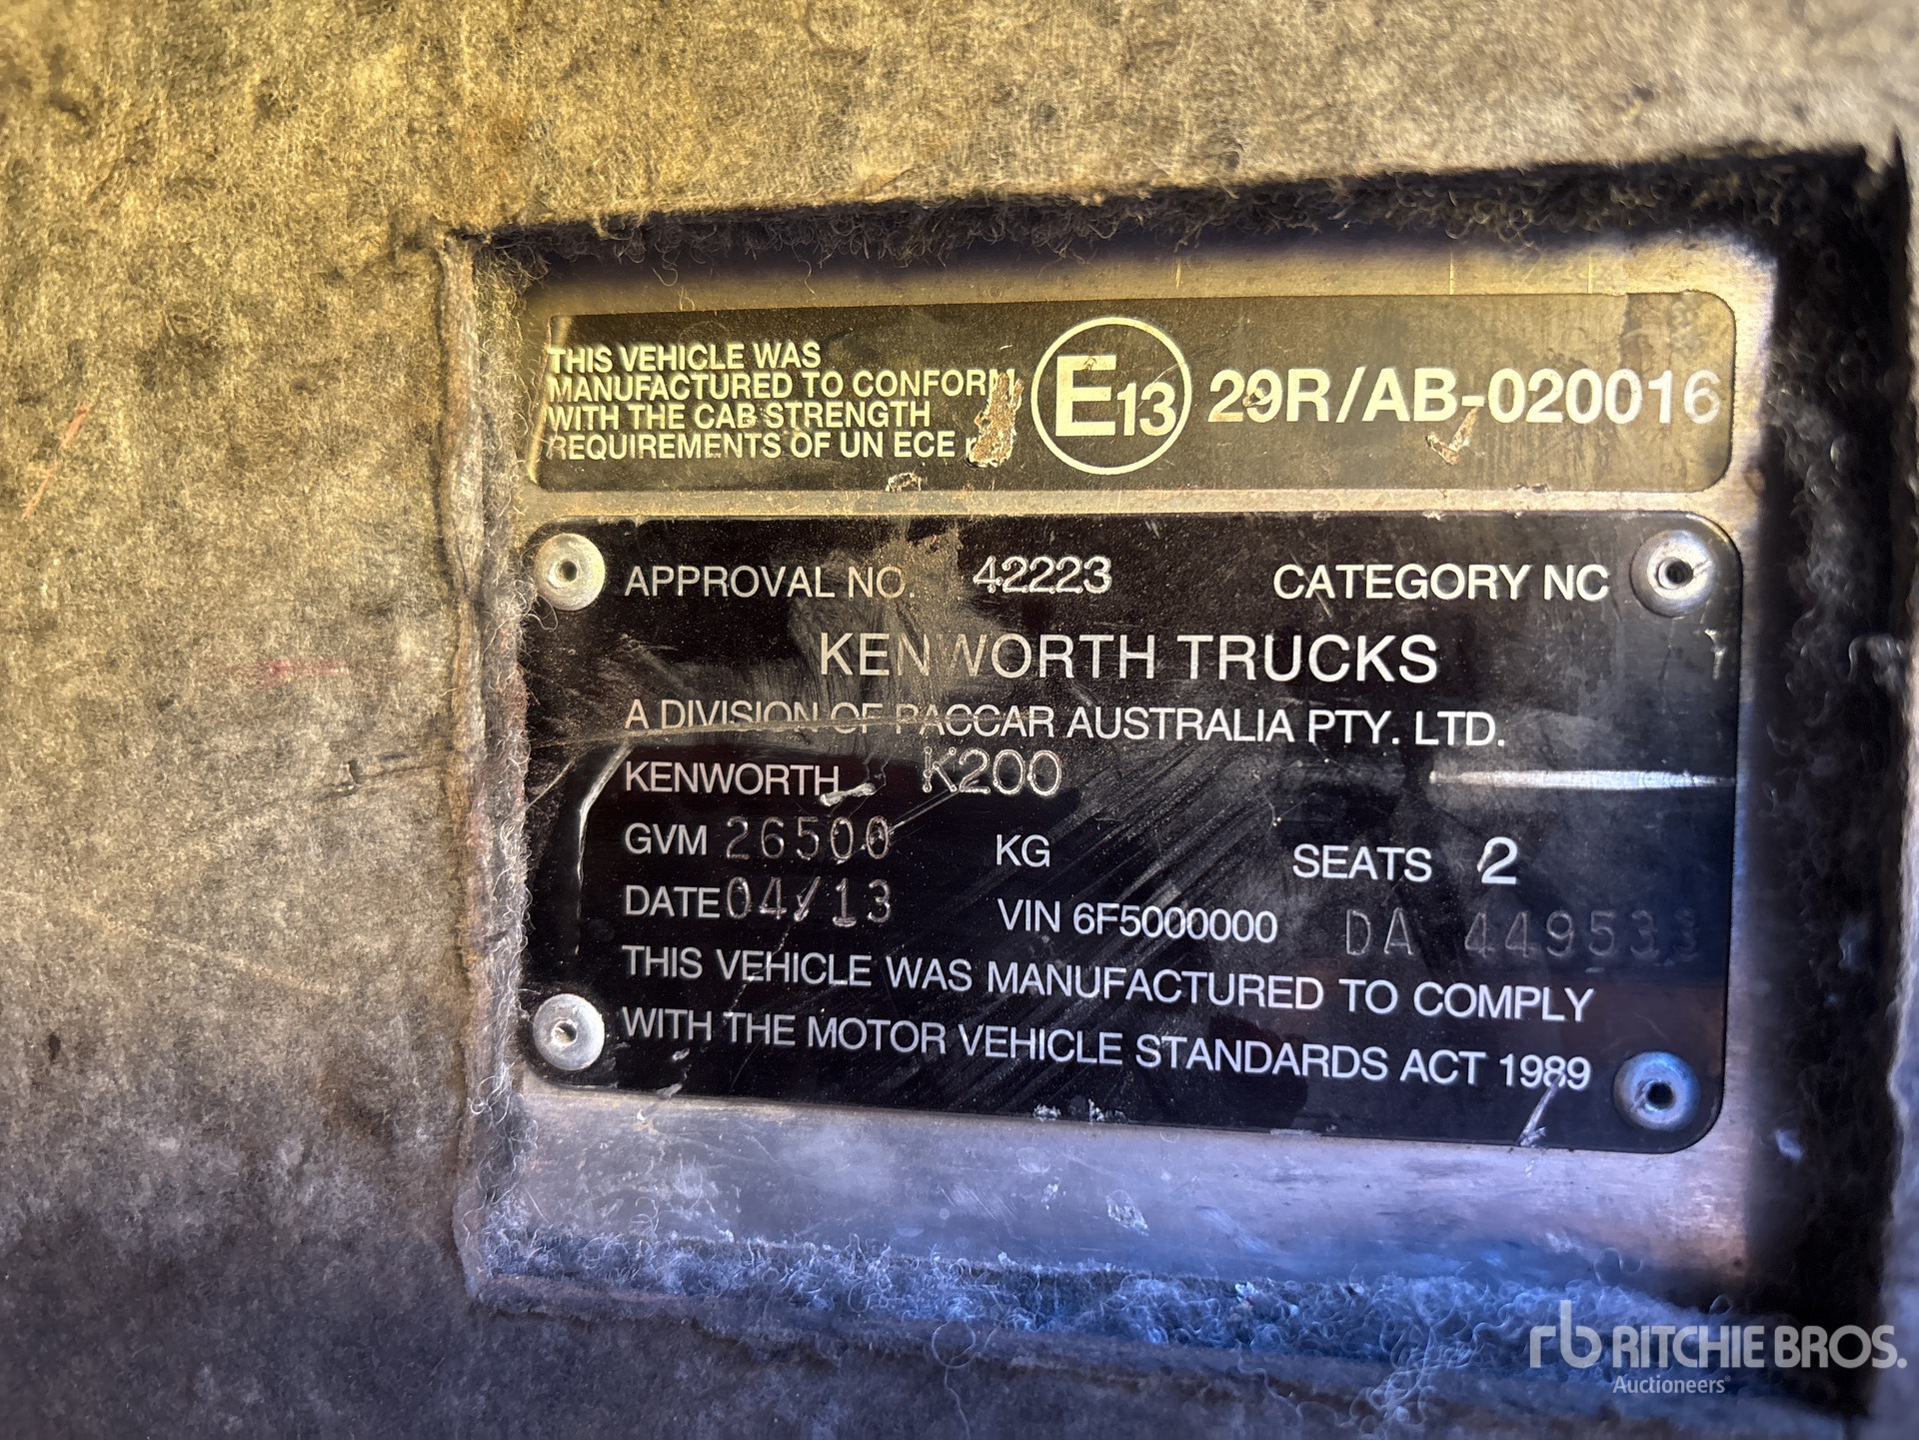 THIS VEHICLE WAS
MANUFACTURED TO CONFORM
WITH THE CAB STRENGTH
REQUIREMENTS OF UN ECE
E13 29R/AB-020016
APPROVAL NO. 42223 CATEGORY NC
KENWORTH TRUCKS
A DIVISION OF PACCAR AUSTRALIA PTY. LTD.
KENWORTH K200
GVM 26500 KG SEATS 2
DATE 04/13 VIN 6F5000000 DA 449533
THIS VEHICLE WAS MANUFACTURED TO COMPLY
WITH THE MOTOR VEHICLE STANDARDS ACT 1989
rb RITCHIE BROS.
Auctioneers